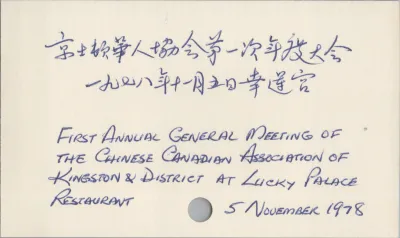 京士頓華人協會第一次年度大会
一九七八年十一月五日幸運宮
FIRST ANNUAL GENERAL MEETING OF
THE CHINESE CANADIAN ASSOCIATION OF
KINGSTON & DISTRICT AT LUCKY PALACE
RESTAURANT
5 NOVEMBER 1978